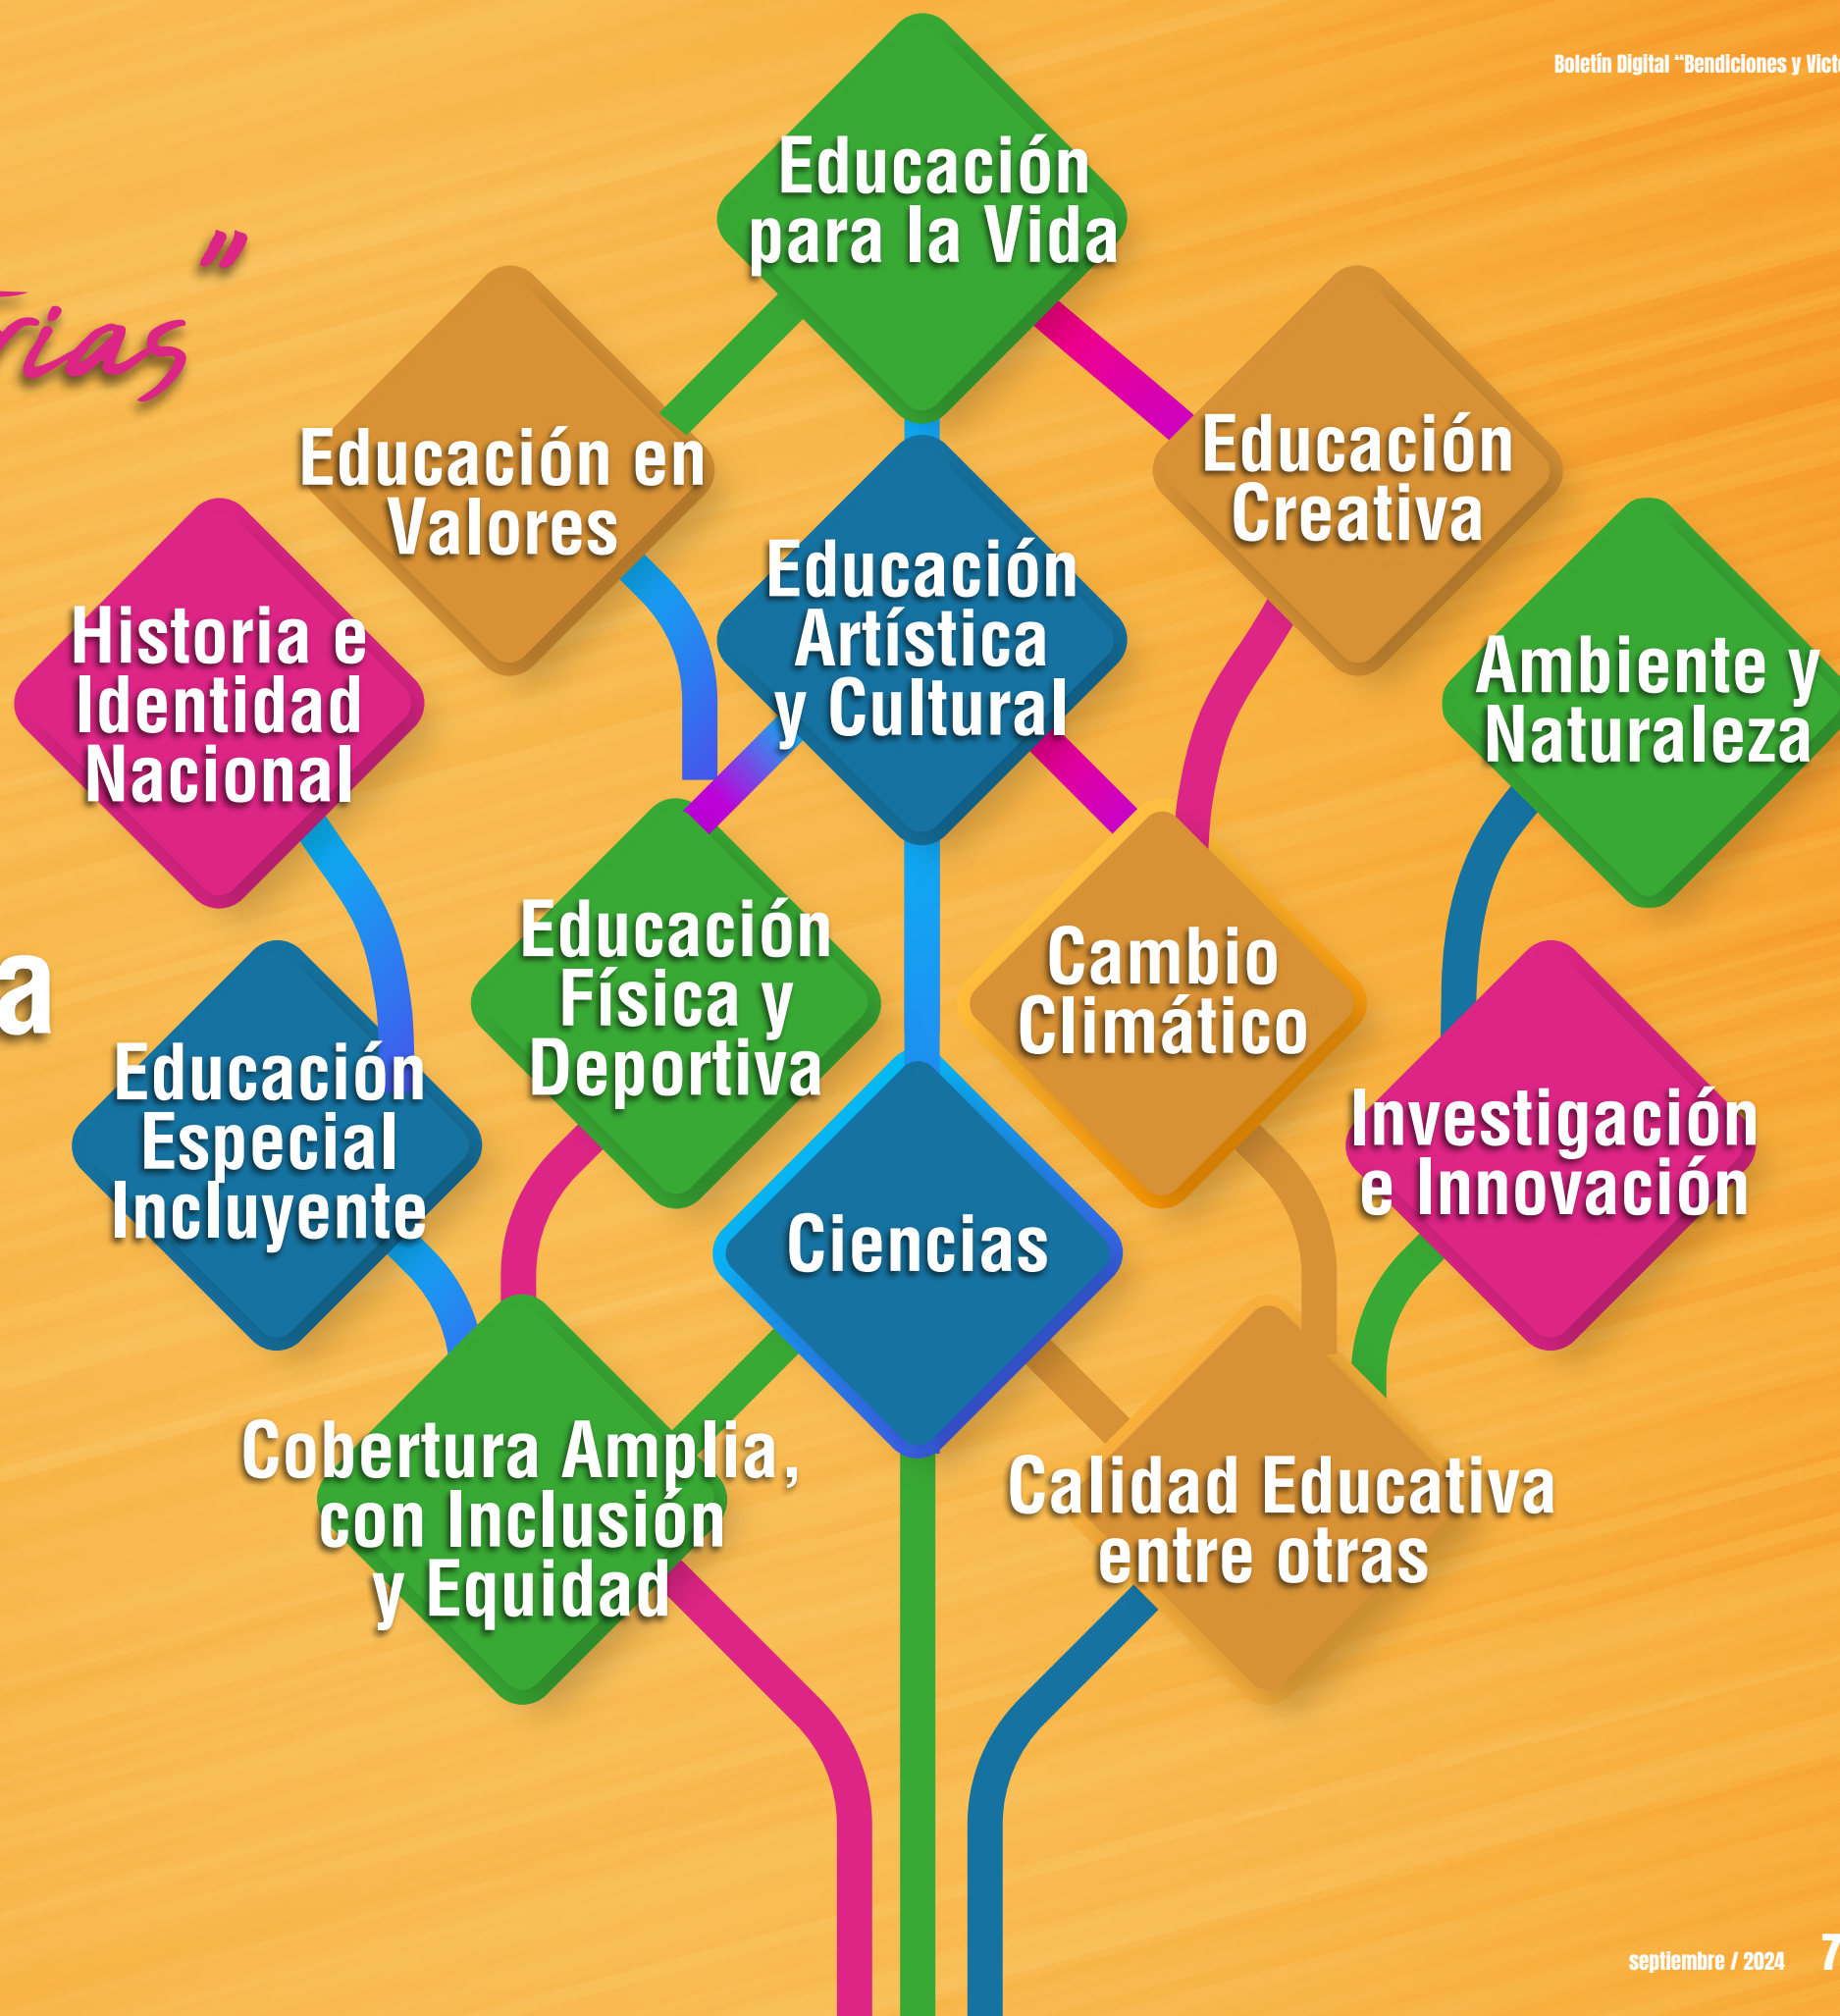 Boletín Digital “Bendiciones y
Educación
para la Vida
rias”
Educación en
Valores
Educación
Creativa
Educación
Artística
y Cultural
Historia e
Identidad
Nacional
Ambiente y
Naturaleza
Educación
Física y
Deportiva
Cambio
Climático
a
Educación
Especial
Incluyente
Investigación
e Innovación
Ciencias
Cobertura Amplia,
con Inclusión
y Equidad
Calidad Educativa
entre otras
septiembre / 2024 7